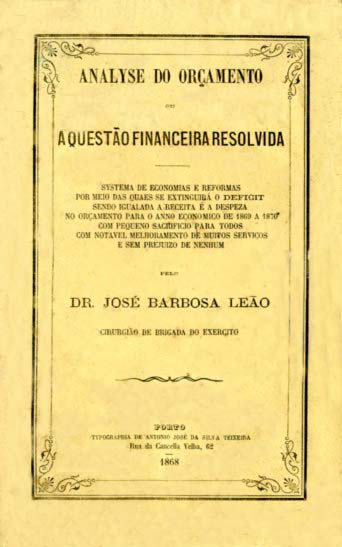 ANALYSE DO ORÇAMENTO
OU
A QUESTÃO FINANCEIRA RESOLVIDA
SYSTEMA DE ECONOMIAS E REFORMAS
POR MEIO DAS QUAES SE EXTINGUIRÁ O DEFICIT
SENDO IGUALADA A RECEITA É A DESPEZA
NO ORÇAMENTO PARA O ANNO ECONOMICO DE 1869 A 1870
COM PEQUENO SACRIFICIO PARA TODOS
COM NOTAVEL MELHORAMENTO DE MUITOS SERVIÇOS
E SEM PREJUIZO DE NENHUM
PELO
DR. JOSÉ BARBOSA LEÃO
CIRURGIÃO DE BRIGADA DO EXERCITO
PORTO
TYPOGRAPHIA DE ANTONIO JOSÉ DA SILVA TEIXEIRA
Rua da Cancella Velha, 62
1868